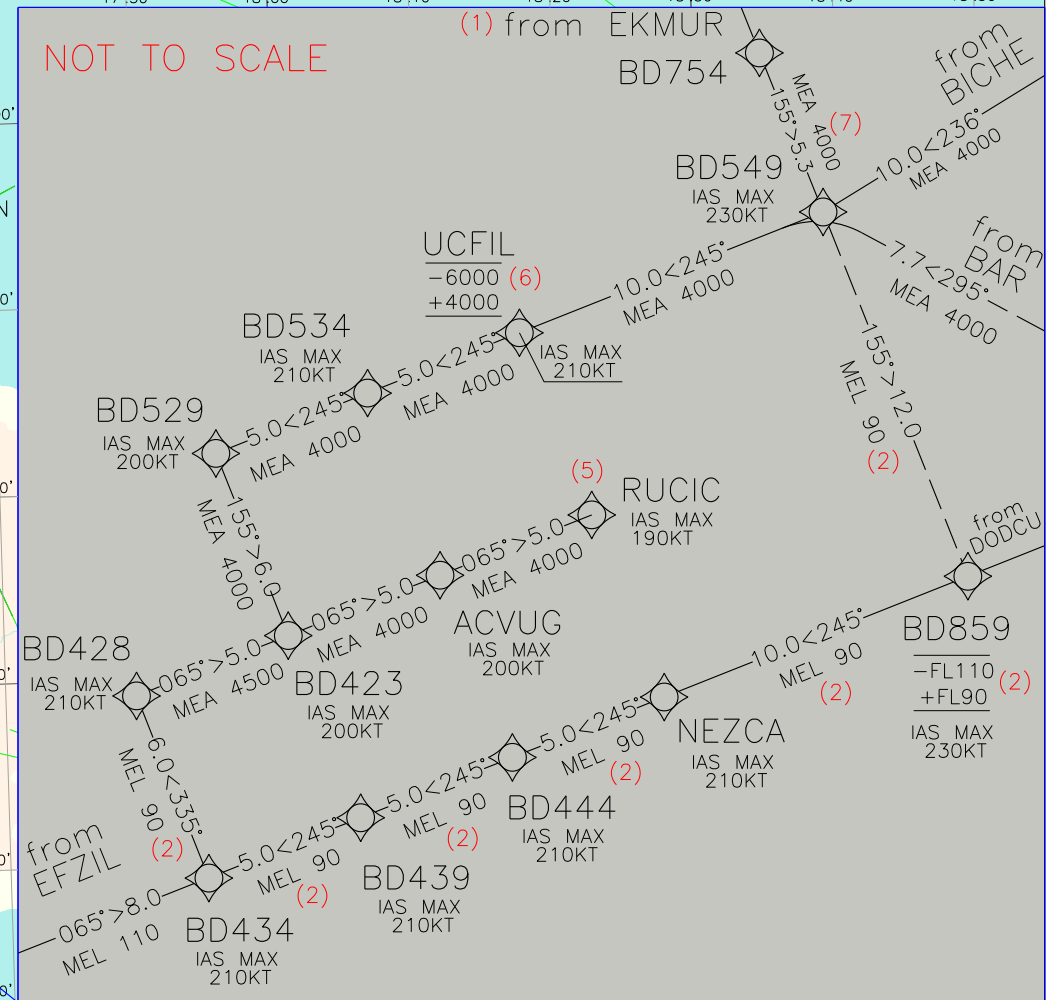 NOT TO SCALE
(1) from EKMUR
BD754
155°>5.3
MEA 4000
(7)
from
BICHE
10.0<236°
MEA 4000
BD549
IAS MAX
230KT
from
BAR
7.7<295°
MEA 4000
UCFIL
-6000 (6)
+4000
IAS MAX
210KT
10.0<245°
MEA 4000
BD534
IAS MAX
210KT
5.0<245°
MEA 4000
BD529
IAS MAX
200KT
5.0<245°
MEA 4000
155°>12.0
MEL 90
(2)
155°>6.0
MEA 4000
(5)
RUCIC
IAS MAX
190KT
065°>5.0
MEA 4000
ACVUG
IAS MAX
200KT
065°>5.0
MEA 4000
BD423
IAS MAX
200KT
BD428
IAS MAX
210KT
065°>5.0
MEA 4500
from
DODCU
BD859
-FL110 (2)
+FL90
IAS MAX
230KT
10.0<245°
MEL 90
(2)
NEZCA
IAS MAX
210KT
5.0<245°
MEL 90
(2)
BD444
IAS MAX
210KT
5.0<245°
MEL 90
(2)
BD439
IAS MAX
210KT
5.0<245°
MEL 90
(2)
6.0<335°
MEL 90
(2)
from
EFZIL
065°>8.0
MEL 110
BD434
IAS MAX
210KT